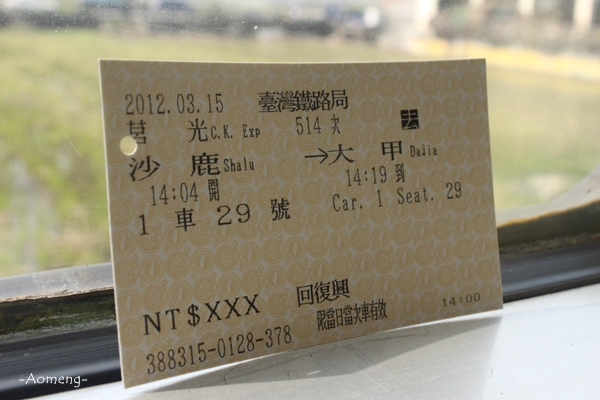 2012.03.15 臺灣鐵路局
莒 光 C.K. Exp 514 次 去
沙 鹿 Shalu →大 甲 Dajia
14:04 開 14:19 到
1 車 29 號 Car. 1 Seat. 29
NT$XXX 回復興
388315-0128-378 限當日當次車有效 14:00
-Aomeng-